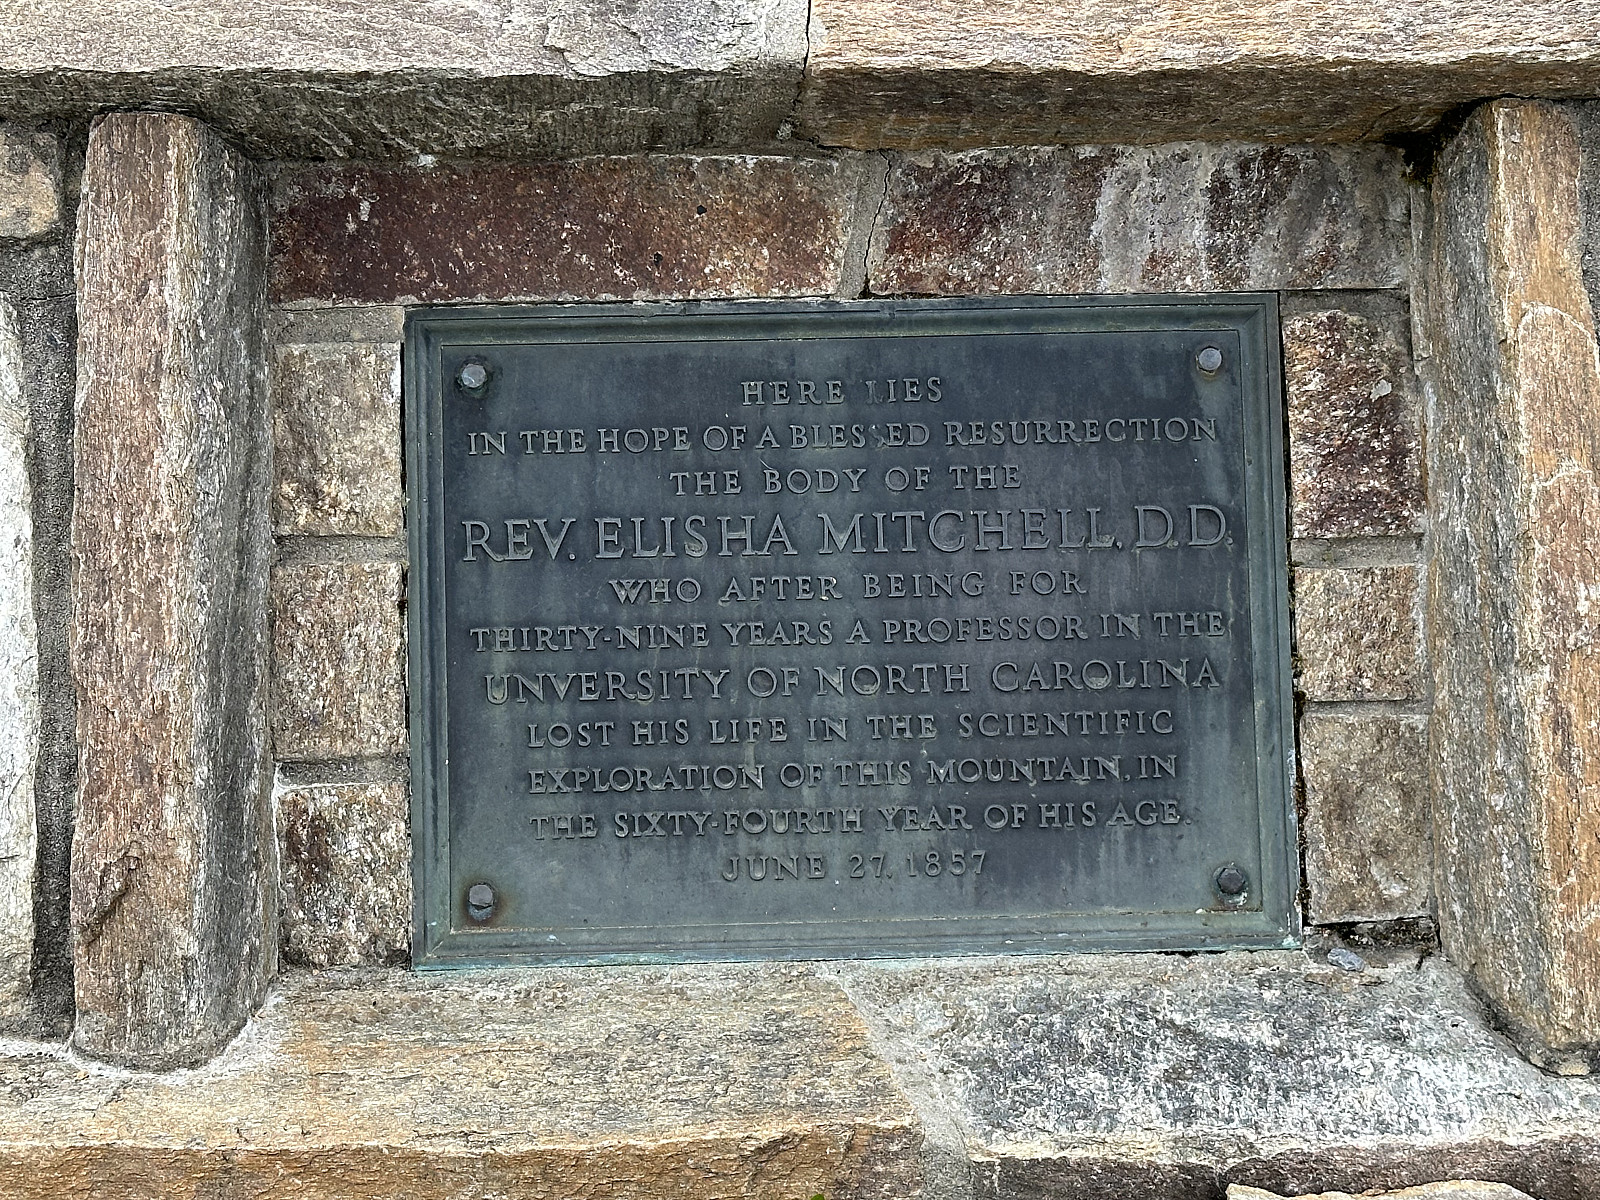 HERE LIES
IN THE HOPE OF A BLESSED RESURRECTION
THE BODY OF THE
REV. ELISHA MITCHELL, D.D.
WHO AFTER BEING FOR
THIRTY-NINE YEARS A PROFESSOR IN THE
UNVERSITY OF NORTH CAROLINA
LOST HIS LIFE IN THE SCIENTIFIC
EXPLORATION OF THIS MOUNTAIN, IN
THE SIXTY-FOURTH YEAR OF HIS AGE.
JUNE 27, 1857